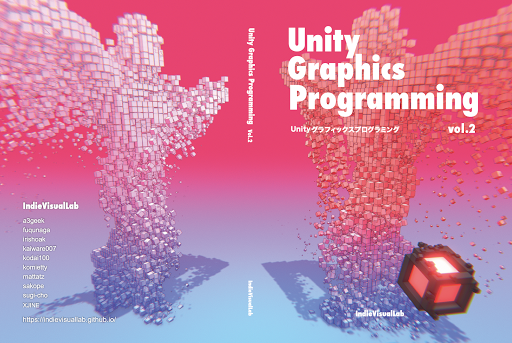 IndieVisualLab
a3geek
fuqunaga
irishoak
kaiware007
kodai100
komietty
mattatz
sakope
sugi-cho
XJINE
https://indievisuallab.github.io/
Unity Graphics Programming vol.2
IndieVisualLab
Unity
Graphics
Programming
Unityグラフィックスプログラミング
vol.2
IndieVisualLab